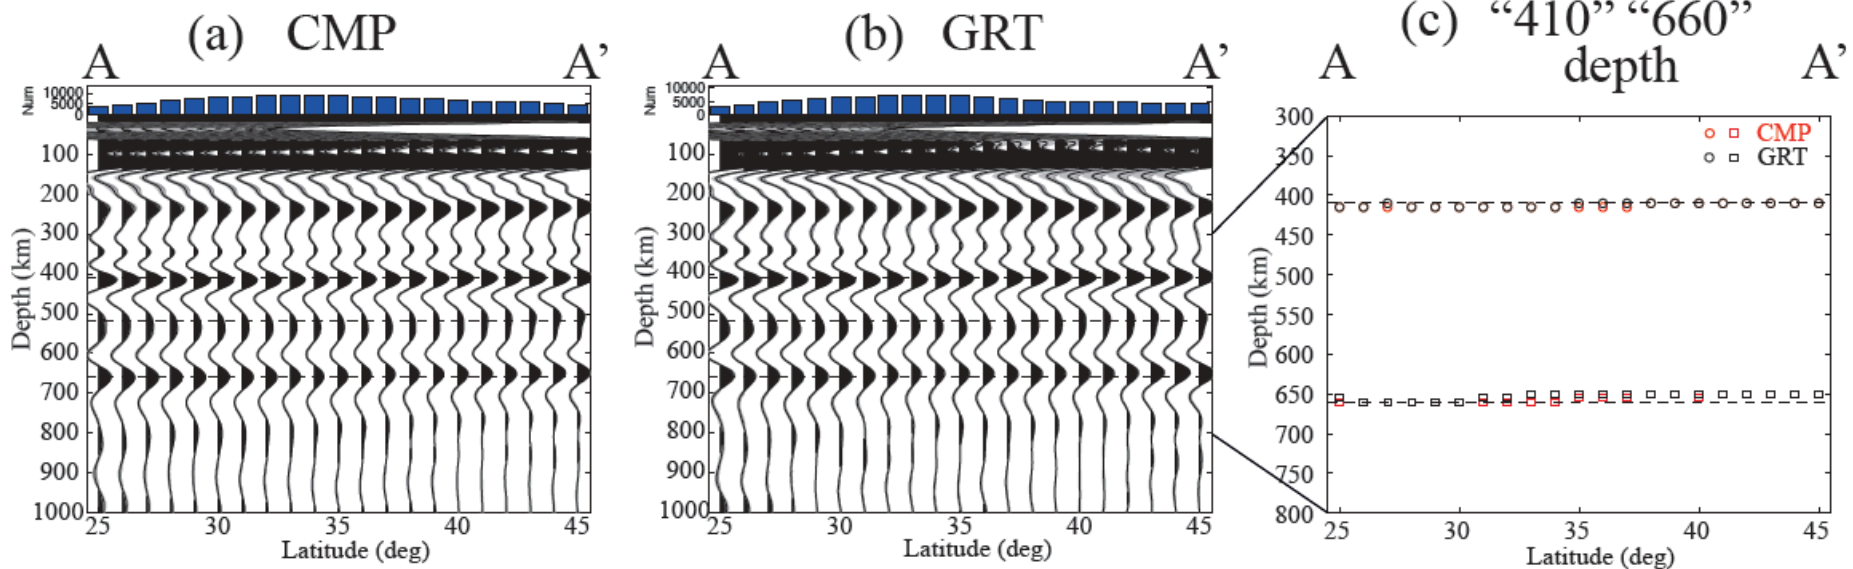 (a) CMP
A A’
Num
10000
5000
0
100
200
300
400
500
600
700
800
900
1000
Depth (km)
25 30 35 40 45
Latitude (deg)
(b) GRT
A A’
Num
10000
5000
0
100
200
300
400
500
600
700
800
900
1000
Depth (km)
25 30 35 40 45
Latitude (deg)
(c) “410” “660”
depth
A A’
300
350
400
450
500
550
600
650
700
750
800
Depth (km)
CMP
GRT
25 30 35 40 45
Latitude (deg)